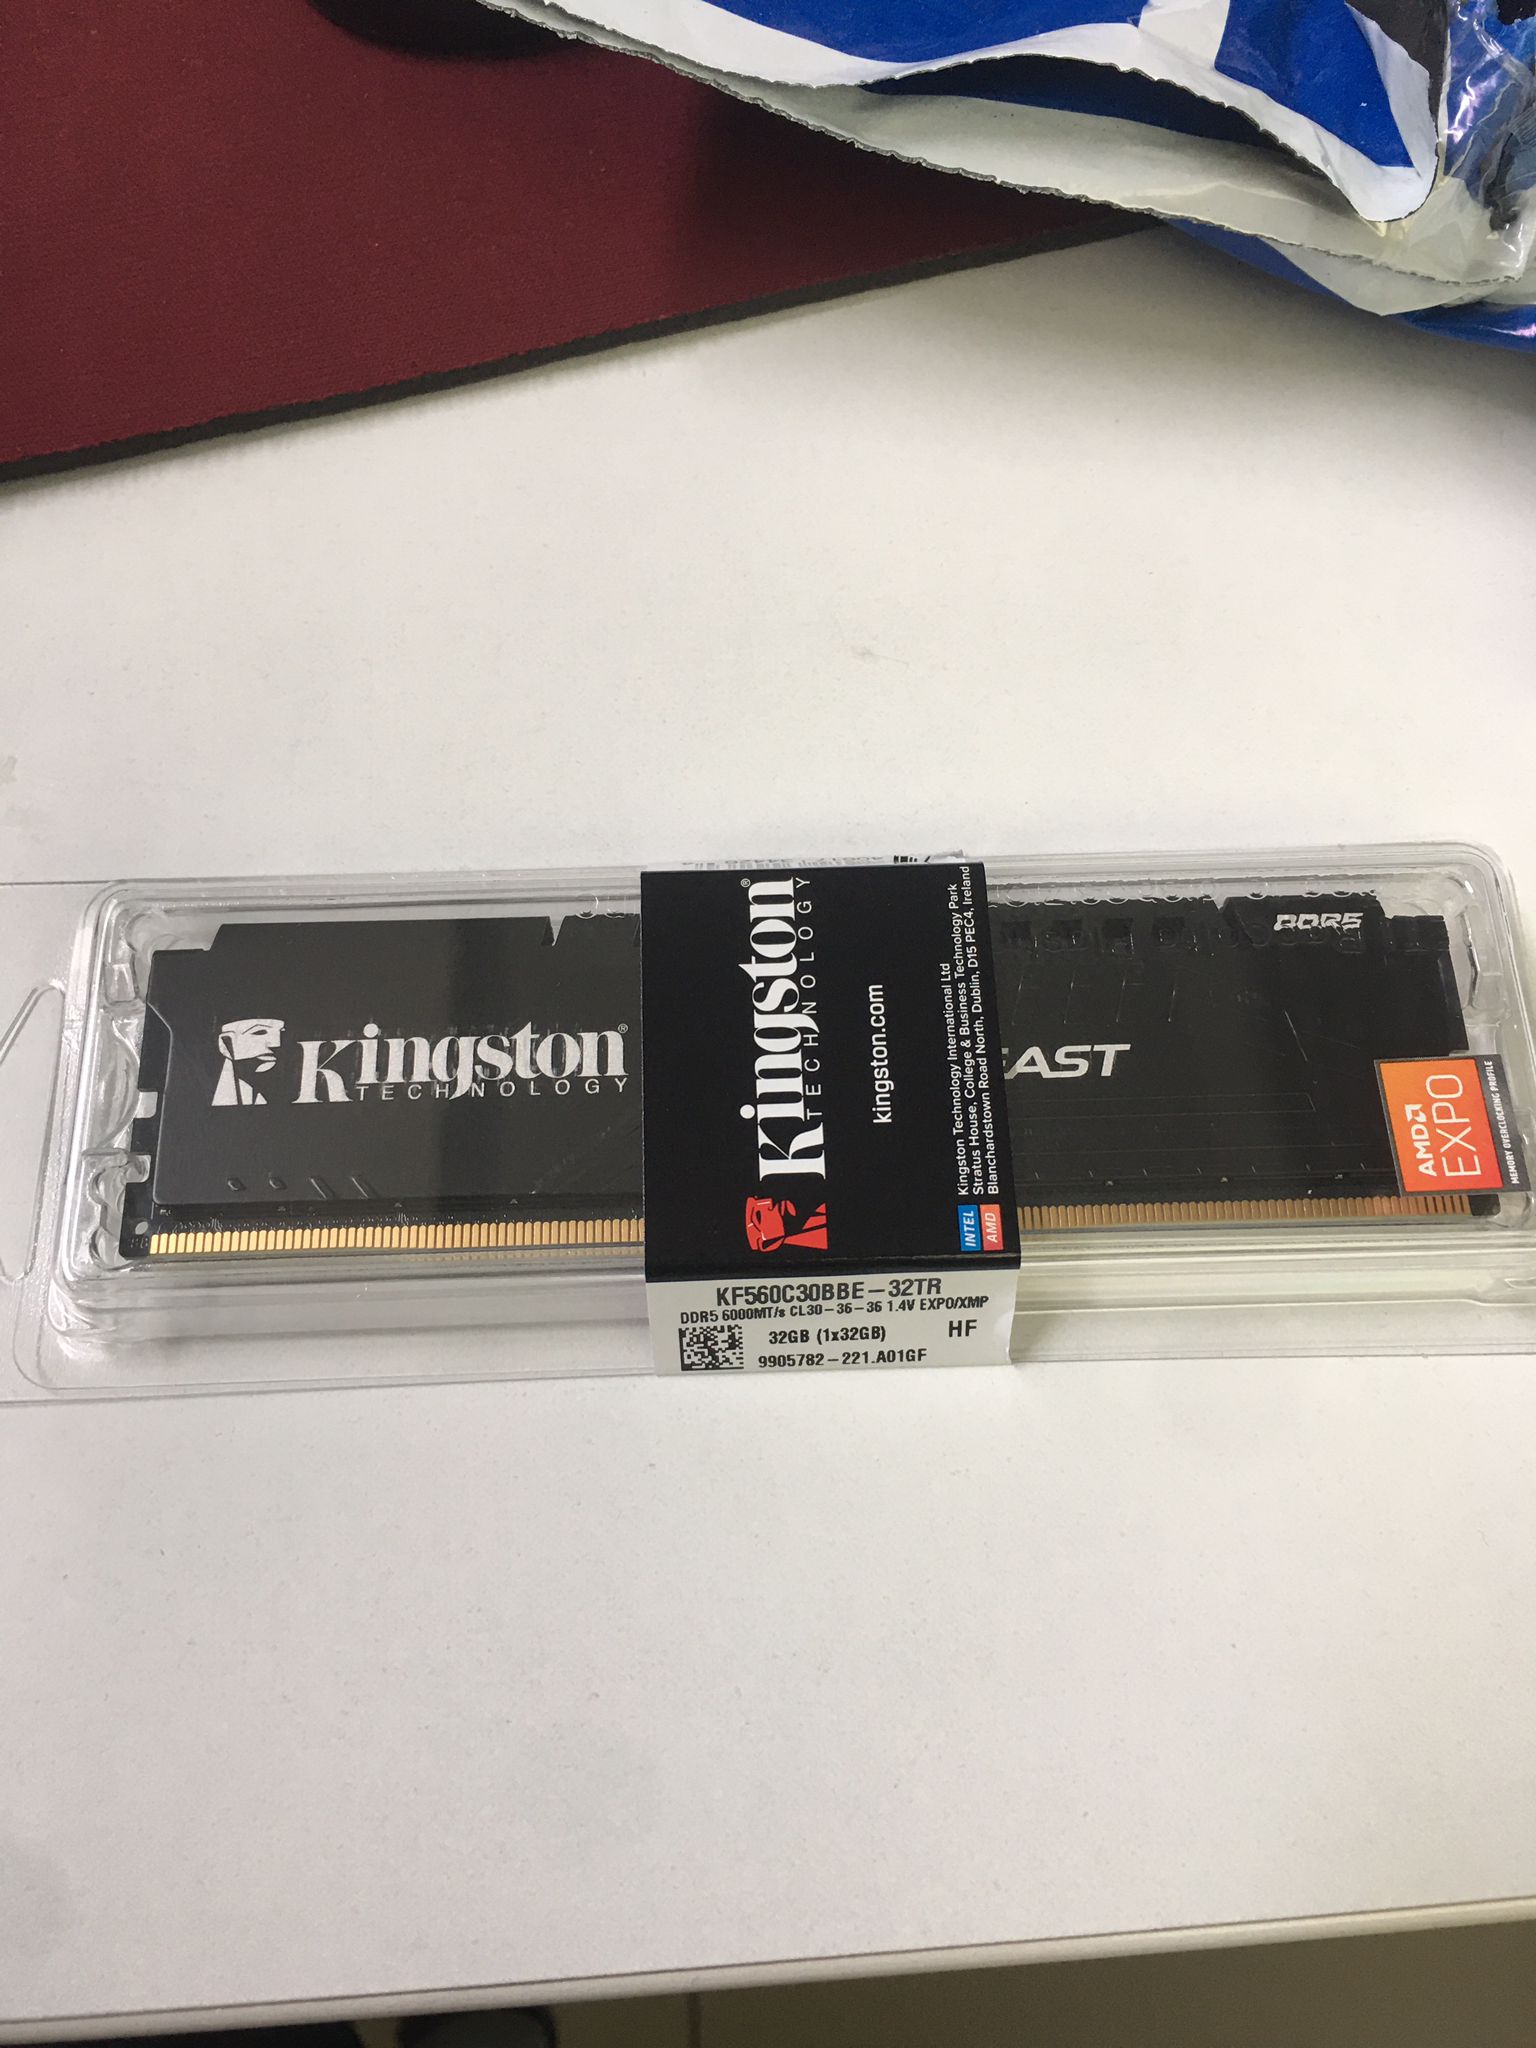 DDR5
Kingston®
TECHNOLOGY
EAST
AMD
EXPO
MEMORY OVERCLOCKING PROFILE
Kingston®
TECHNOLOGY
kingston.com
Kingston Technology International Ltd
Stratus House, College & Business Technology Park
Blanchardstown Road North, Dublin, D15 PEC4, Ireland
INTEL
AMD
KF560C30BBE-32TR
DDR5 6000MT/s CL30-36-36 1.4V EXPO/XMP
32GB (1x32GB) HF
9905782-221.A01GF